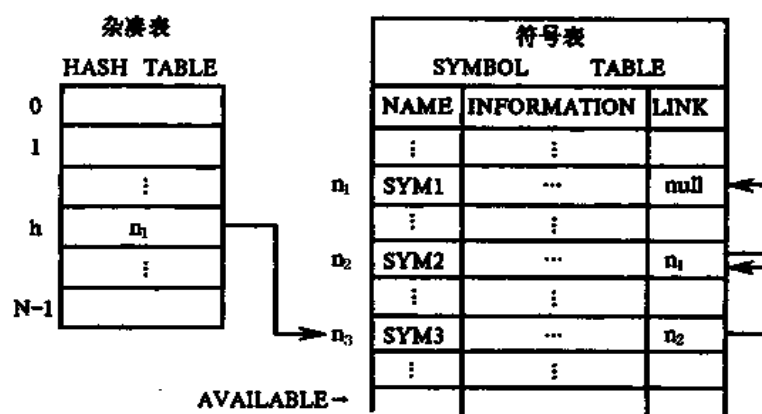 杂凑表
HASH TABLE
0
1
⋮
h n₁
⋮
N-1
符号表
SYMBOL TABLE
NAME INFORMATION LINK
⋮ ⋮
n₁ SYM1 ⋯ null
⋮ ⋮
n₂ SYM2 ⋯ n₁
⋮ ⋮
n₃ SYM3 ⋯ n₂
⋮ ⋮
AVAILABLE→